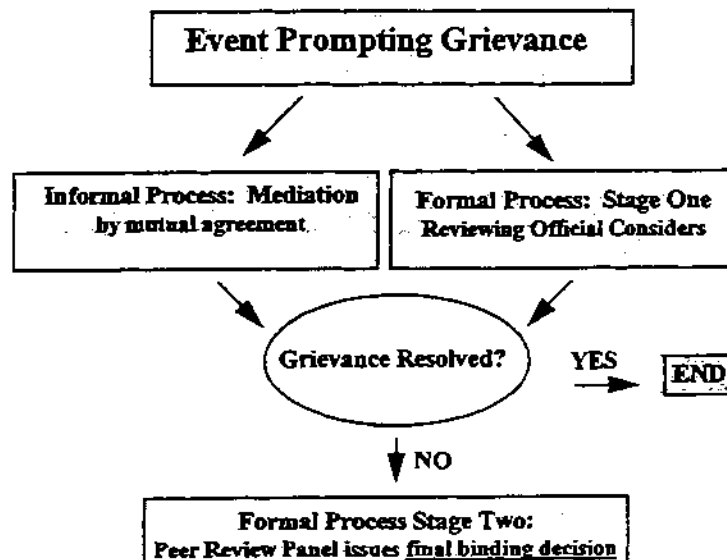 Event Prompting Grievance
Informal Process: Mediation
by mutual agreement
Formal Process: Stage One
Reviewing Official Considers
Grievance Resolved?
YES
END
NO
Formal Process Stage Two:
Peer Review Panel issues final binding decision